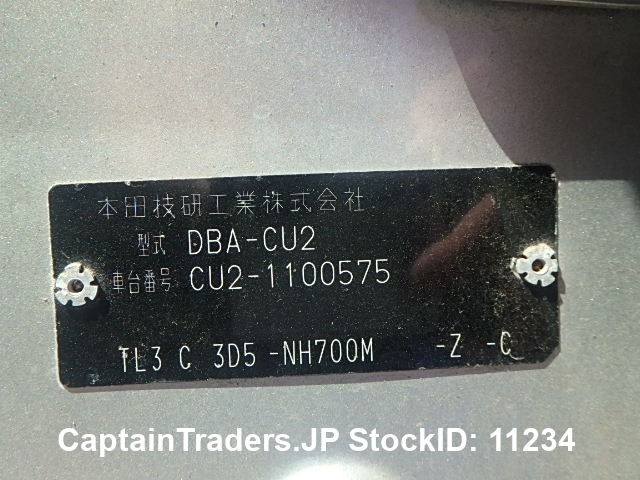 本田技研工業株式会社
型式 DBA-CU2
車台番号 CU2-1100575
TL3 C 3D5 -NH700M -Z -C
CaptainTraders.JP StockID: 11234